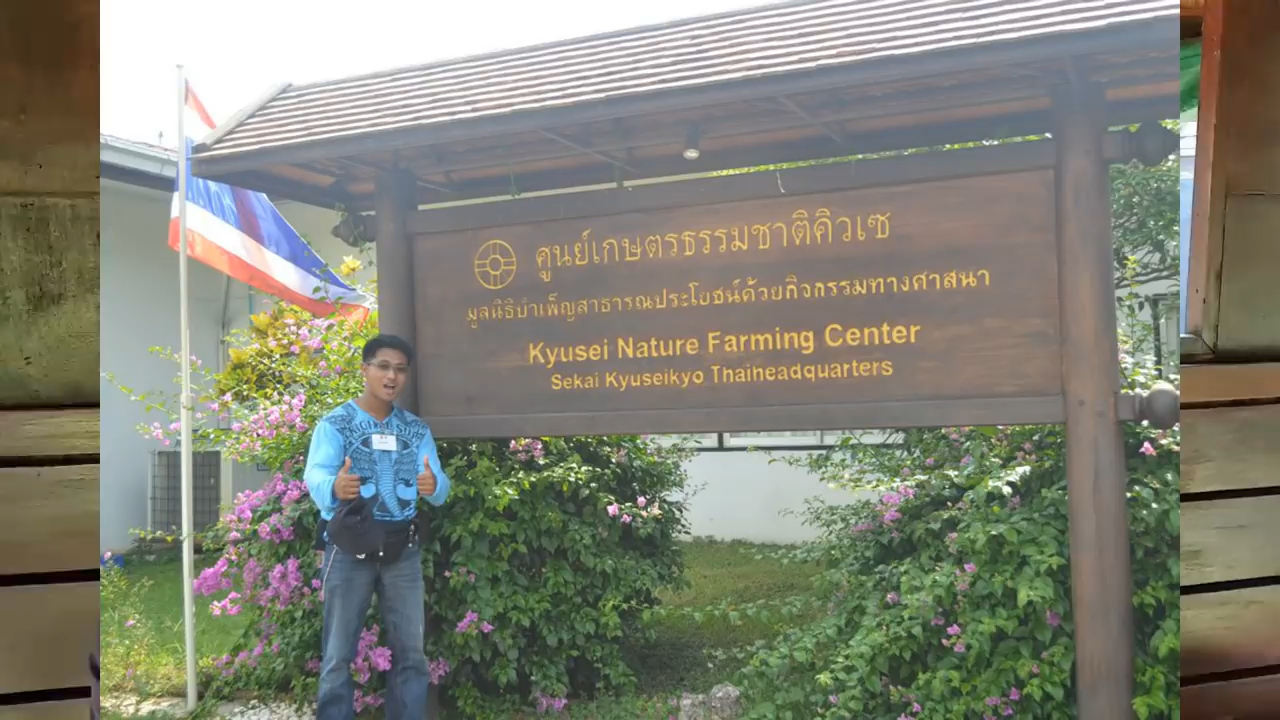 ศูนย์เกษตรธรรมชาติคิวเซ
มูลนิธิบำเพ็ญสาธารณประโยชน์ด้วยกิจกรรมทางศาสนา
Kyusei Nature Farming Center
Sekai Kyuseikyo Thaiheadquarters